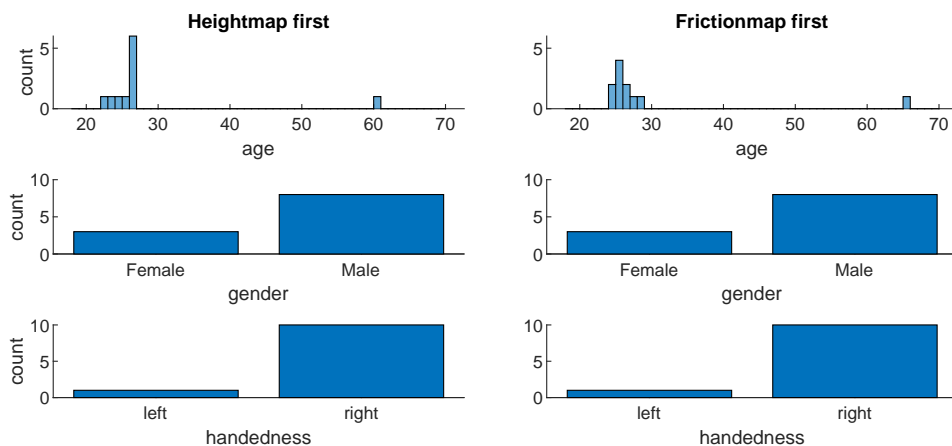 Heightmap first
5
0
count
20 30 40 50 60 70
age
10
5
0
count
Female Male
gender
10
5
0
count
left right
handedness
Frictionmap first
5
0
20 30 40 50 60 70
age
10
5
0
Female Male
gender
10
5
0
left right
handedness